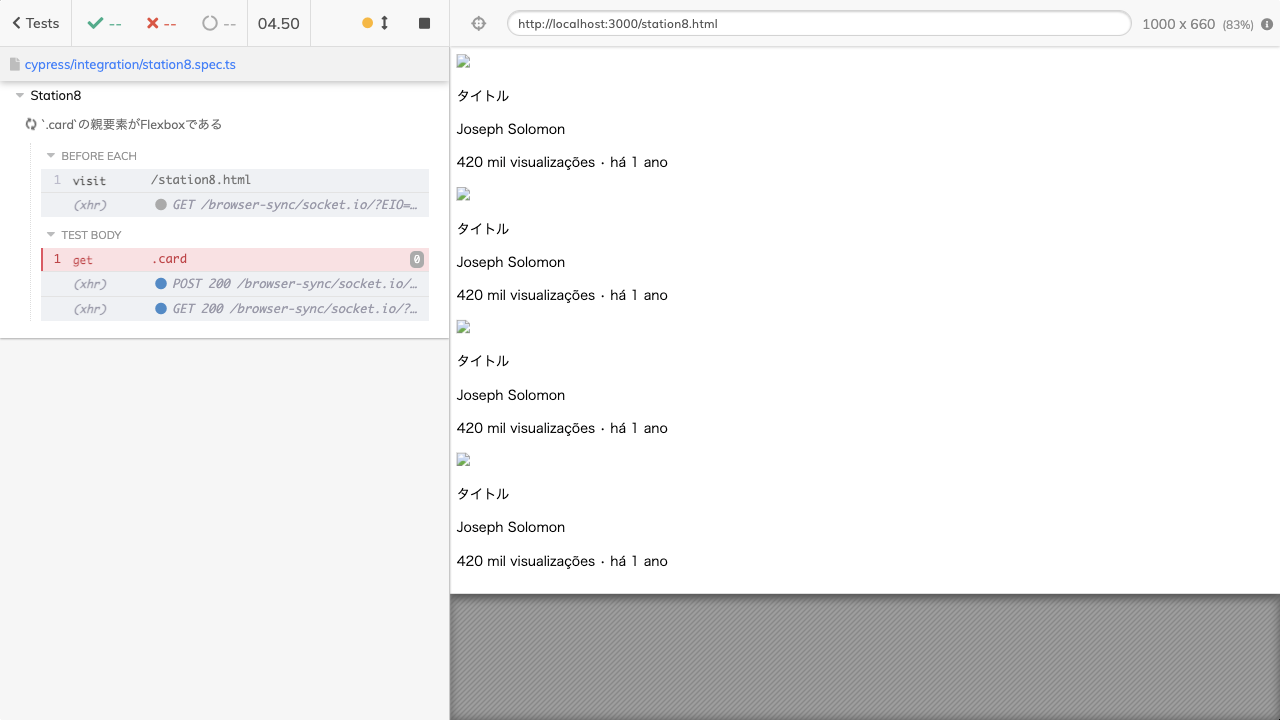 Tests -- -- -- 04.50
http://localhost:3000/station8.html 1000 x 660 (83%)
cypress/integration/station8.spec.ts
Station8
`.card`の親要素がFlexboxである
BEFORE EACH
1 visit /station8.html
(xhr) GET /browser-sync/socket.io/?EIO=…
TEST BODY
1 get .card 0
(xhr) POST 200 /browser-sync/socket.io/…
(xhr) GET 200 /browser-sync/socket.io/?…
タイトル
Joseph Solomon
420 mil visualizações・há 1 ano
タイトル
Joseph Solomon
420 mil visualizações・há 1 ano
タイトル
Joseph Solomon
420 mil visualizações・há 1 ano
タイトル
Joseph Solomon
420 mil visualizações・há 1 ano